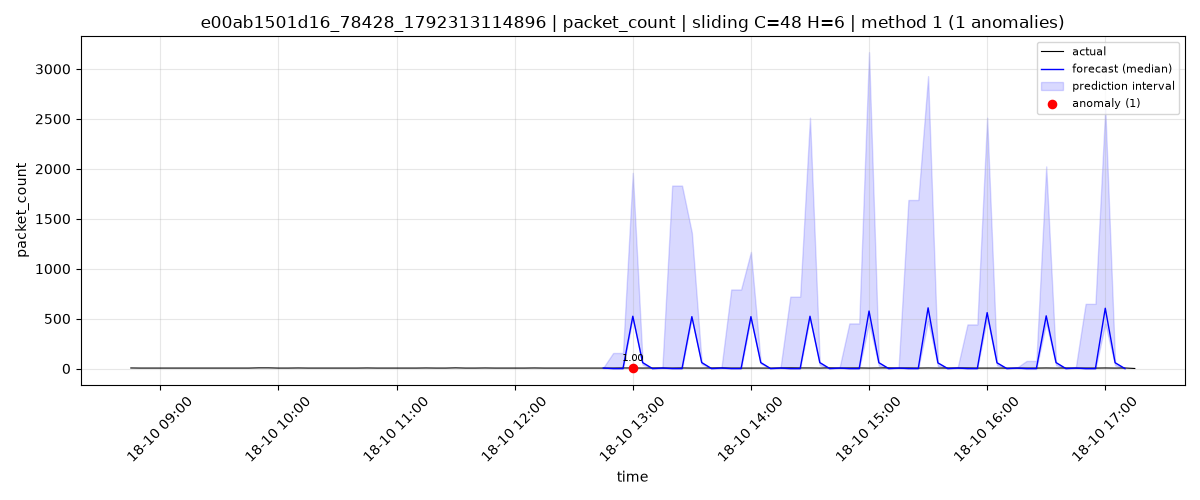 e00ab1501d16_78428_1792313114896 | packet_count | sliding C=48 H=6 | method 1 (1 anomalies)
actual
forecast (median)
prediction interval
anomaly (1)
packet_count
3000
2500
2000
1500
1000
500
0
1.00
18-10 09:00
18-10 10:00
18-10 11:00
18-10 12:00
18-10 13:00
18-10 14:00
18-10 15:00
18-10 16:00
18-10 17:00
time